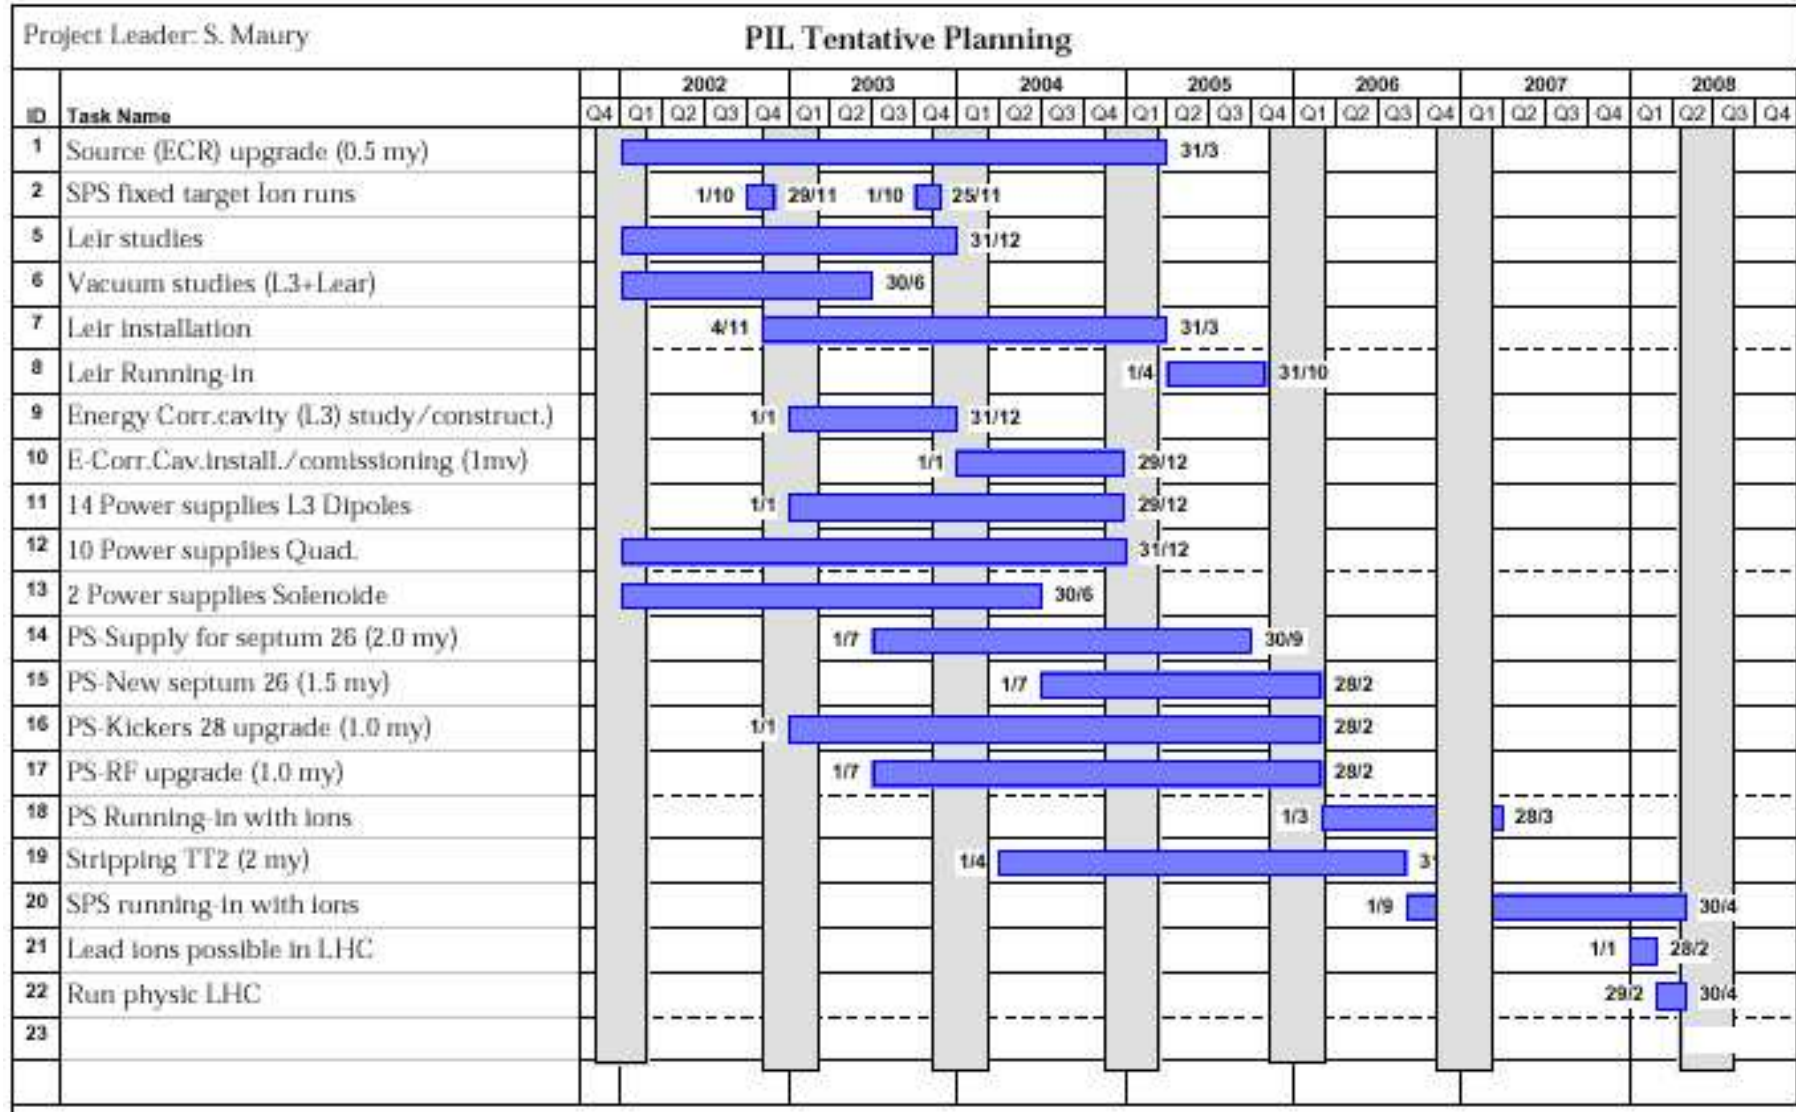 Project Leader: S. Maury PIL Tentative Planning
2002 2003 2004 2005 2006 2007 2008
ID Task Name Q4 Q1 Q2 Q3 Q4 Q1 Q2 Q3 Q4 Q1 Q2 Q3 Q4 Q1 Q2 Q3 Q4 Q1 Q2 Q3 Q4 Q1 Q2 Q3 Q4 Q1 Q2 Q3 Q4
1 Source (ECR) upgrade (0.5 my) 31/3
2 SPS fixed target Ion runs 1/10 29/11 1/10 25/11
5 Leir studies 31/12
6 Vacuum studies (L3+Lear) 30/6
7 Leir installation 4/11 31/3
8 Leir Running-in 1/4 31/10
9 Energy Corr.cavity (L3) study/construct.) 1/1 31/12
10 E-Corr.Cav.install./comissioning (1mv) 1/1 29/12
11 14 Power supplies L3 Dipoles 1/1 29/12
12 10 Power supplies Quad. 31/12
13 2 Power supplies Solenoide 30/6
14 PS-Supply for septum 26 (2.0 my) 1/7 30/9
15 PS-New septum 26 (1.5 my) 1/7 28/2
16 PS-Kickers 28 upgrade (1.0 my) 1/1 28/2
17 PS-RF upgrade (1.0 my) 1/7 28/2
18 PS Running-in with ions 1/3 28/3
19 Stripping TT2 (2 my) 1/4
20 SPS running-in with ions 1/9 30/4
21 Lead ions possible in LHC 1/1 28/2
22 Run physic LHC 29/2 30/4
23